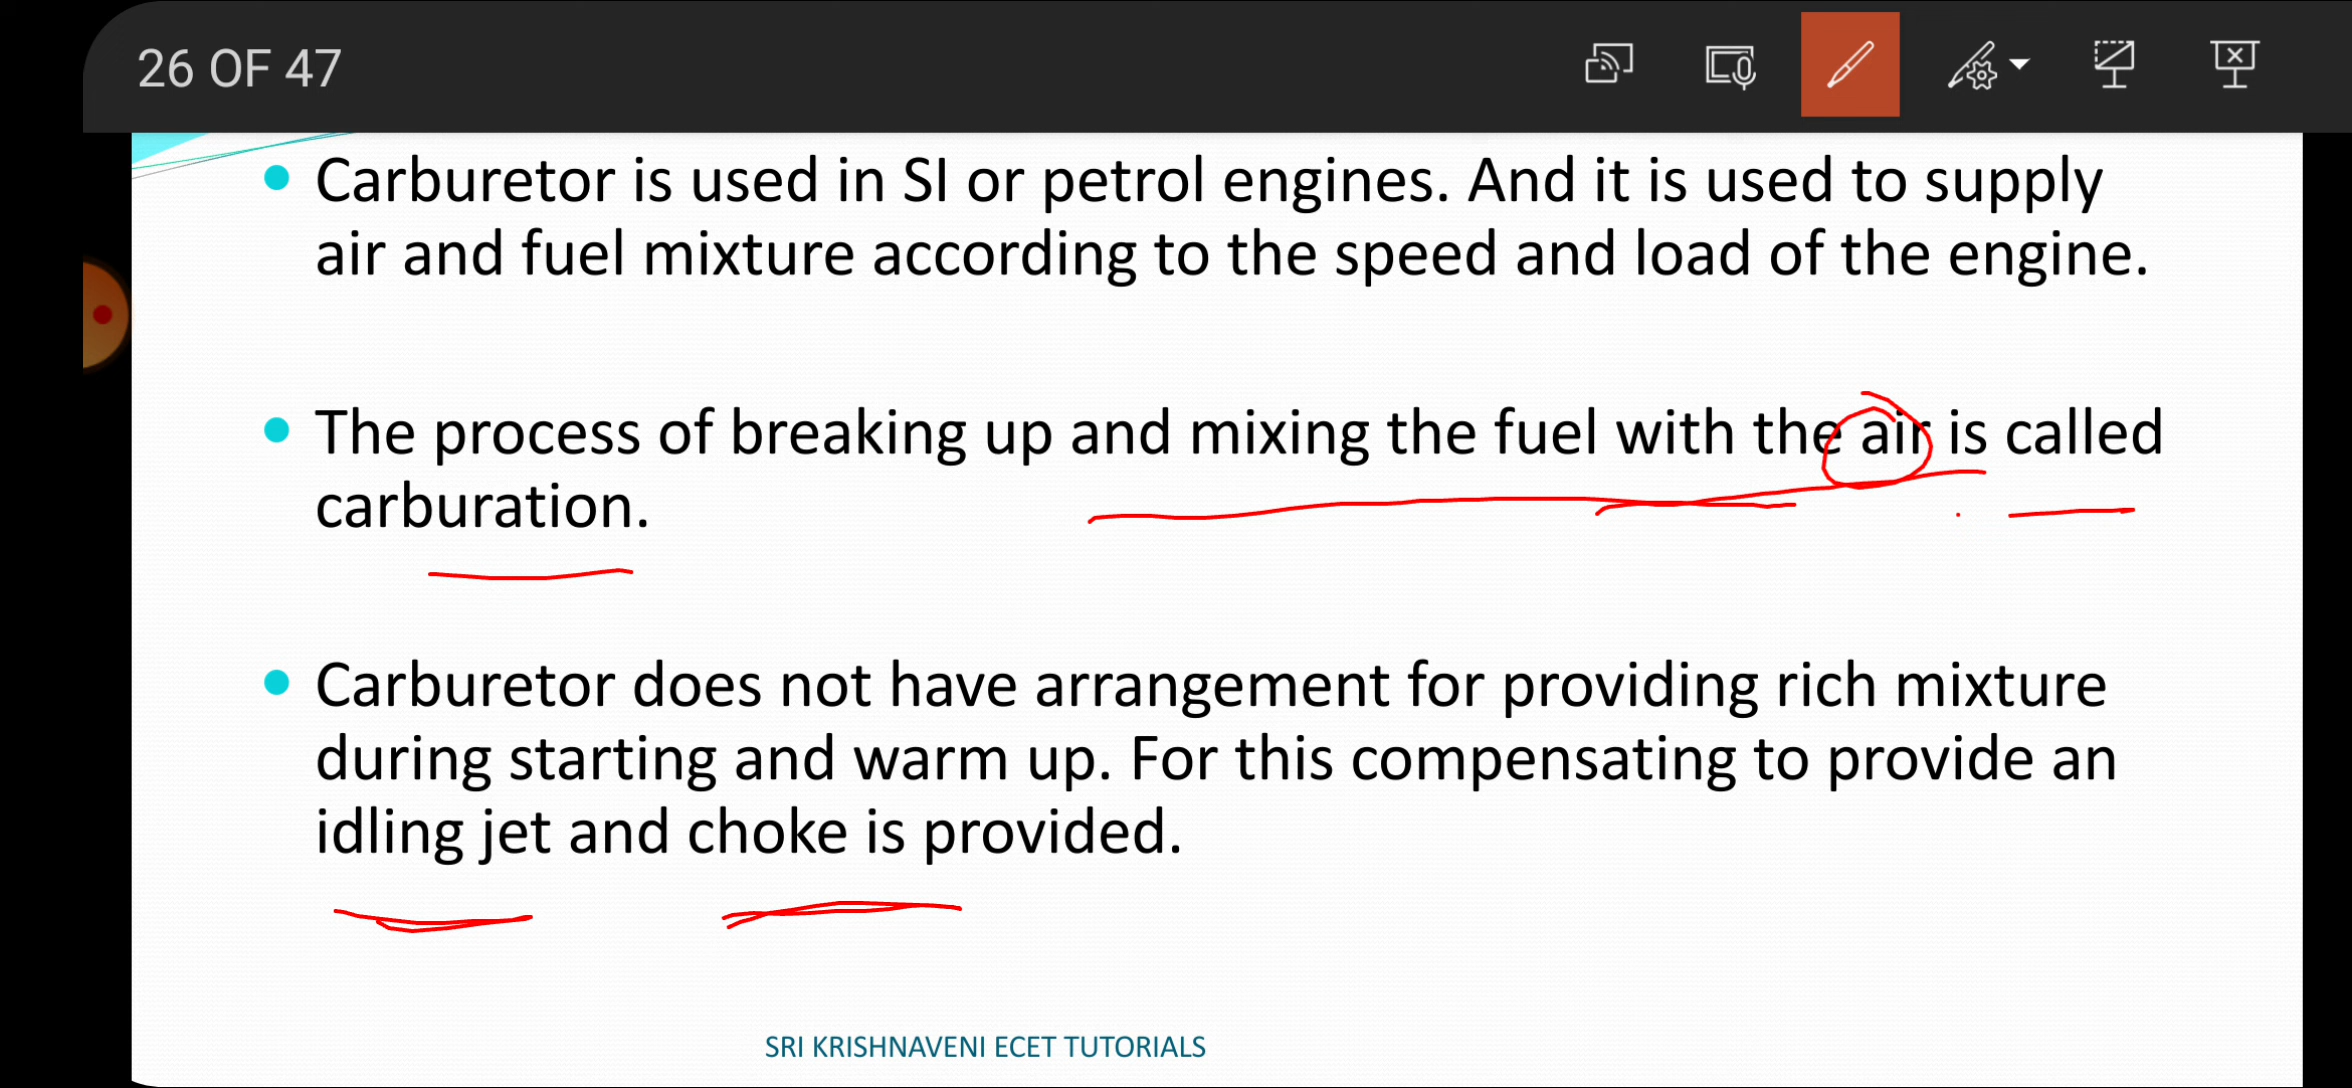 26 OF 47
Carburetor is used in SI or petrol engines. And it is used to supply
air and fuel mixture according to the speed and load of the engine.
The process of breaking up and mixing the fuel with the air is called
carburation.
Carburetor does not have arrangement for providing rich mixture
during starting and warm up. For this compensating to provide an
idling jet and choke is provided.
SRI KRISHNAVENI ECET TUTORIALS